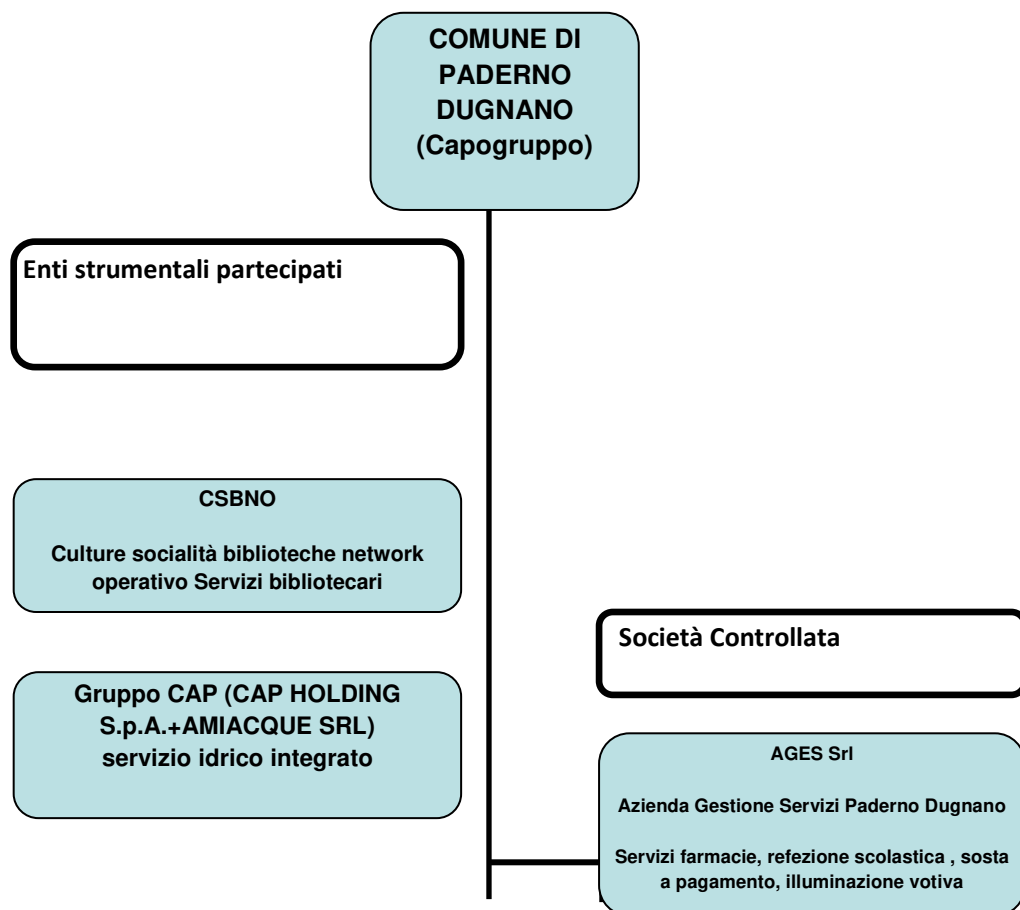 COMUNE DI
PADERNO
DUGNANO
(Capogruppo)
Enti strumentali partecipati
CSBNO
Culture socialità biblioteche network
operativo Servizi bibliotecari
Gruppo CAP (CAP HOLDING
S.p.A.+AMIACQUE SRL)
servizio idrico integrato
Società Controllata
AGES Srl
Azienda Gestione Servizi Paderno Dugnano
Servizi farmacie, refezione scolastica , sosta
a pagamento, illuminazione votiva